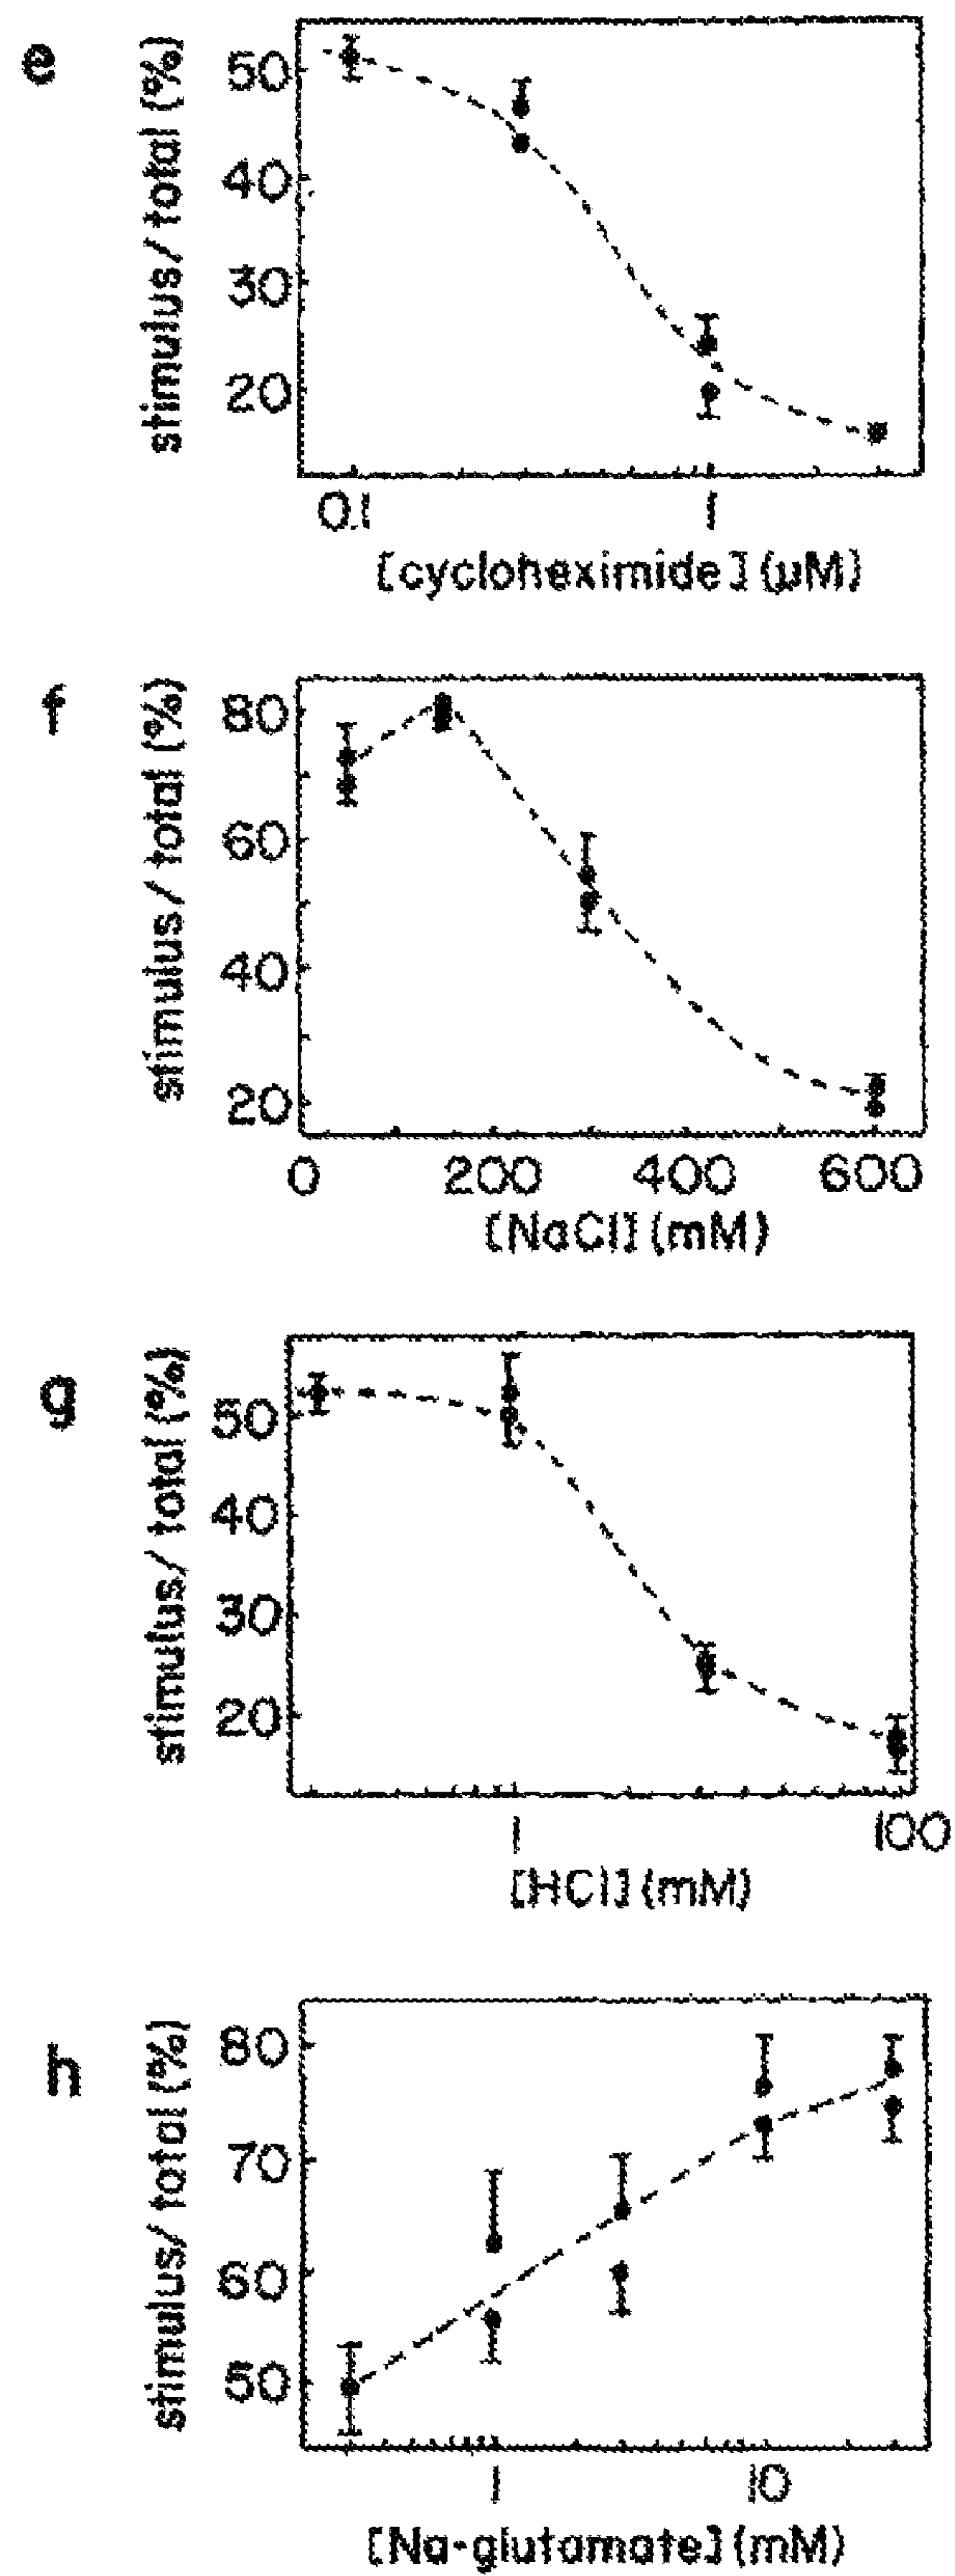 e
stimulus/total (%)
50
40
30
20
0.1 1
[cycloheximide] (µM)
f
stimulus/total (%)
80
60
40
20
0 200 400 600
[NaCl] (mM)
g
stimulus/total (%)
50
40
30
20
1 100
[HCl] (mM)
h
stimulus/total (%)
80
70
60
50
1 10
[Na-glutamate] (mM)